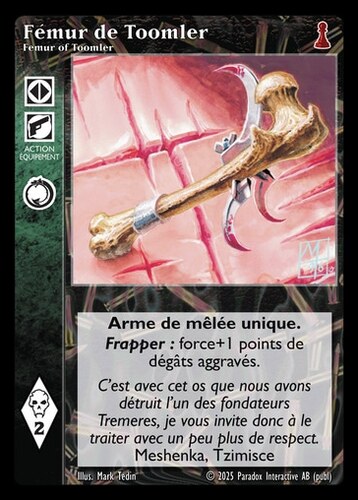 Fémur de Toomler
Femur of Toomler
ACTION
ÉQUIPEMENT
Arme de mêlée unique.
Frapper : force+1 points de
dégâts aggravés.
C'est avec cet os que nous avons
détruit l'un des fondateurs
Tremeres, je vous invite donc à le
traiter avec un peu plus de respect.
Meshenka, Tzimisce
2
Illus: Mark Tedin © 2025 Paradox Interactive AB (publ)